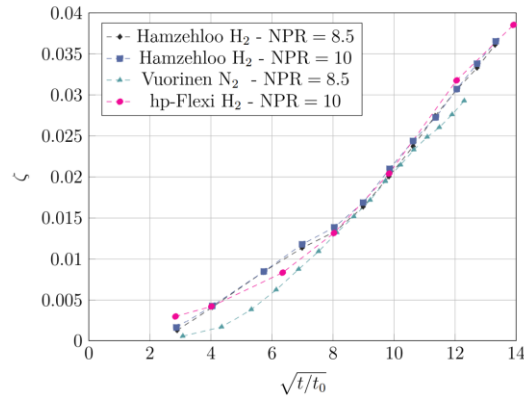 0.04
0.035
0.03
0.025
0.02
0.015
0.01
0.005
0
ζ
Hamzehloo H₂ - NPR = 8.5
Hamzehloo H₂ - NPR = 10
Vuorinen N₂ - NPR = 8.5
hp-Flexi H₂ - NPR = 10
0 2 4 6 8 10 12 14
√t/t₀